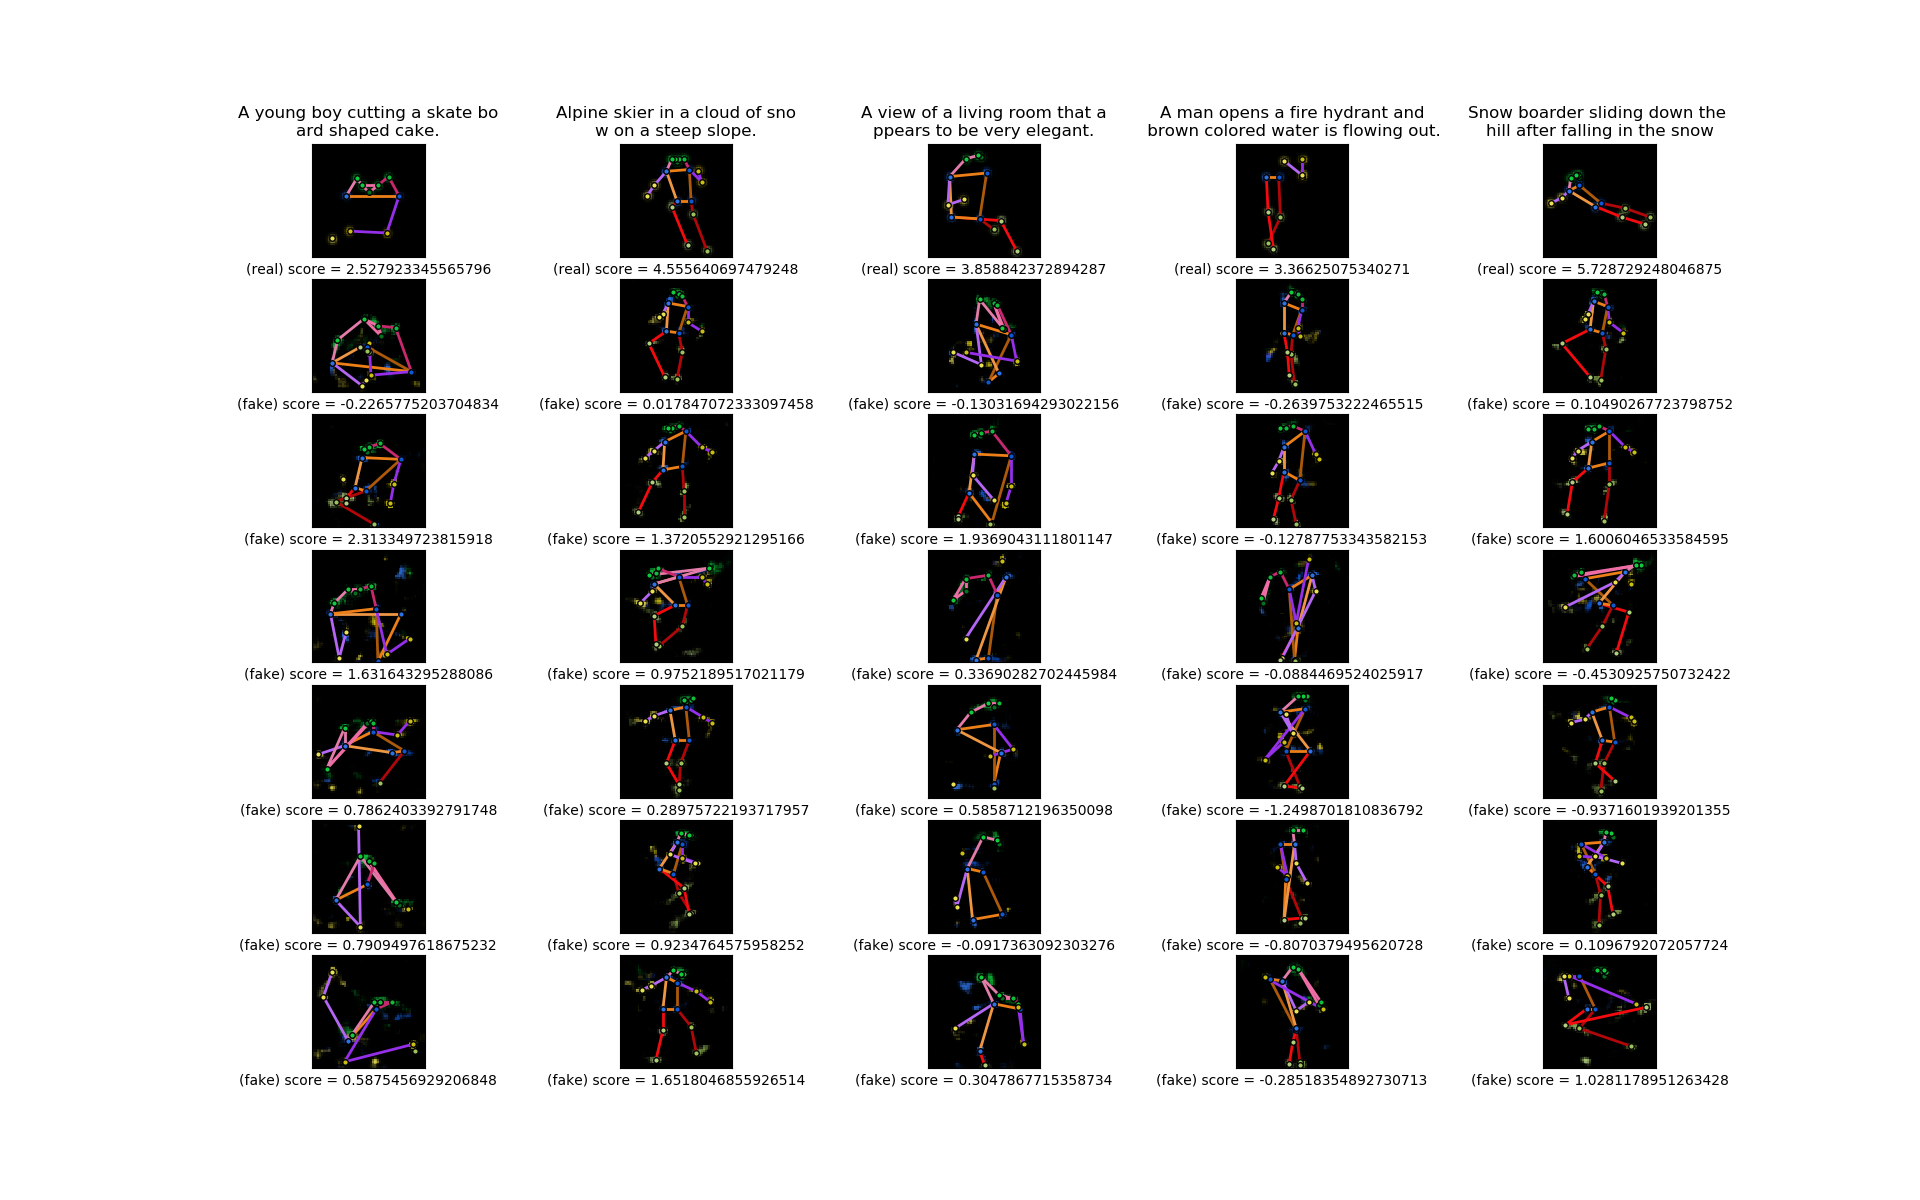 A young boy cutting a skate bo
ard shaped cake.
Alpine skier in a cloud of sno
w on a steep slope.
A view of a living room that a
ppears to be very elegant.
A man opens a fire hydrant and
brown colored water is flowing out.
Snow boarder sliding down the
hill after falling in the snow
(real) score = 2.527923345565796
(real) score = 4.555640697479248
(real) score = 3.858842372894287
(real) score = 3.36625075340271
(real) score = 5.728729248046875
(fake) score = -0.2265775203704834
(fake) score = 0.017847072333097458
(fake) score = -0.13031694293022156
(fake) score = -0.2639753222465515
(fake) score = 0.10490267723798752
(fake) score = 2.313349723815918
(fake) score = 1.3720552921295166
(fake) score = 1.9369043111801147
(fake) score = -0.12787753343582153
(fake) score = 1.6006046533584595
(fake) score = 1.631643295288086
(fake) score = 0.9752189517021179
(fake) score = 0.33690282702445984
(fake) score = -0.0884469524025917
(fake) score = -0.4530925750732422
(fake) score = 0.7862403392791748
(fake) score = 0.28975722193717957
(fake) score = 0.5858712196350098
(fake) score = -1.2498701810836792
(fake) score = -0.9371601939201355
(fake) score = 0.7909497618675232
(fake) score = 0.9234764575958252
(fake) score = -0.0917363092303276
(fake) score = -0.8070379495620728
(fake) score = 0.1096792072057724
(fake) score = 0.5875456929206848
(fake) score = 1.6518046855926514
(fake) score = 0.3047867715358734
(fake) score = -0.28518354892730713
(fake) score = 1.0281178951263428